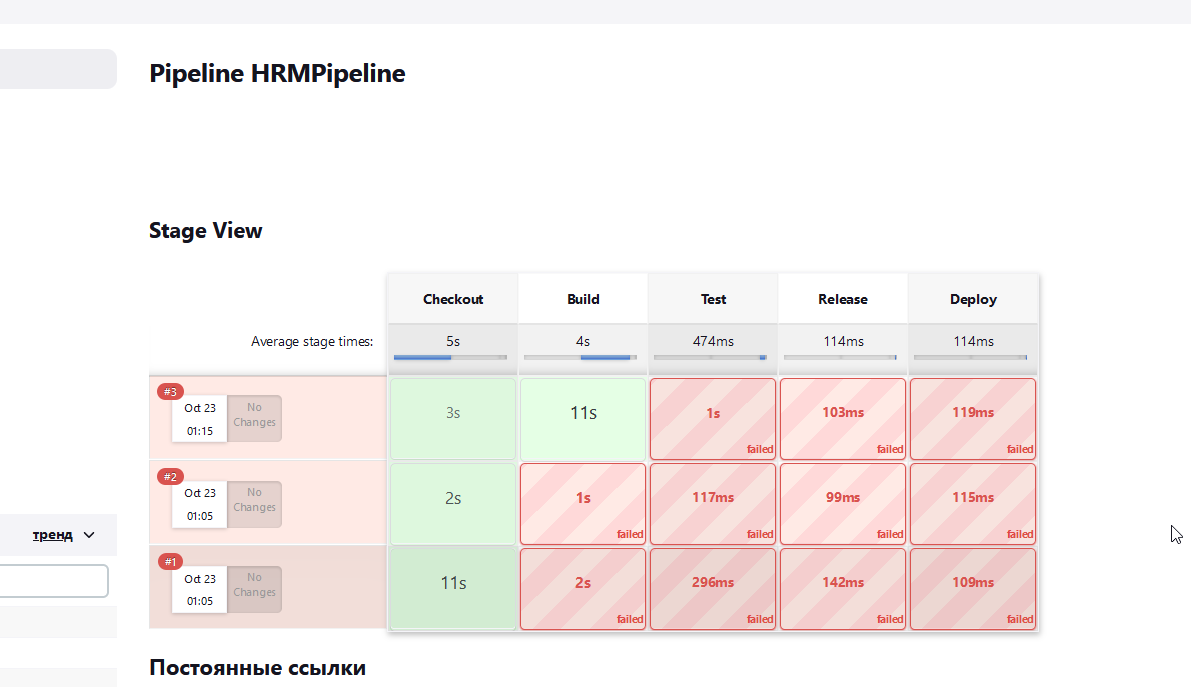 Pipeline HRMPipeline
Stage View
Checkout Build Test Release Deploy
Average stage times: 5s 4s 474ms 114ms 114ms
#3
Oct 23
01:15
No
Changes
3s 11s 1s 103ms 119ms
failed failed failed
#2
Oct 23
01:05
No
Changes
2s 1s 117ms 99ms 115ms
failed failed failed failed
тренд
#1
Oct 23
01:05
No
Changes
11s 2s 296ms 142ms 109ms
failed failed failed failed
Постоянные ссылки